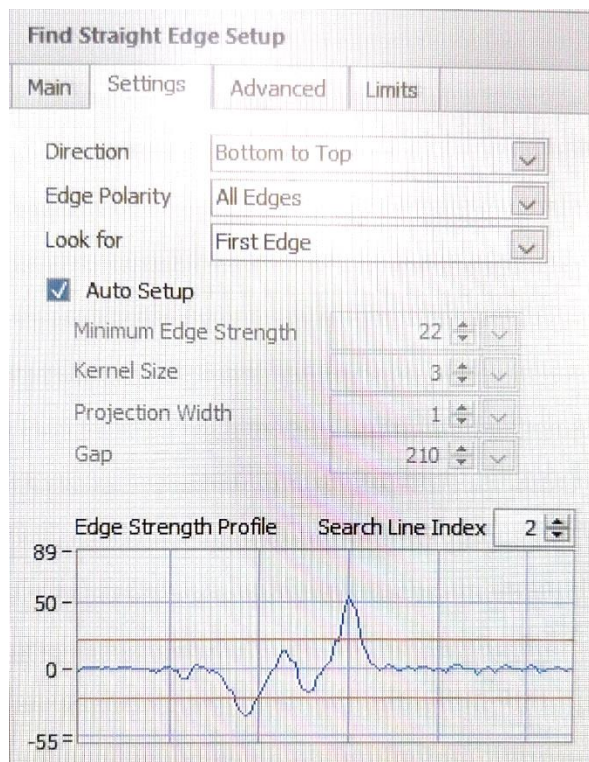 Find Straight Edge Setup
Main Settings Advanced Limits
Direction Bottom to Top
Edge Polarity All Edges
Look for First Edge
Auto Setup
Minimum Edge Strength 22
Kernel Size 3
Projection Width 1
Gap 210
Edge Strength Profile Search Line Index 2
89
50
0
-55